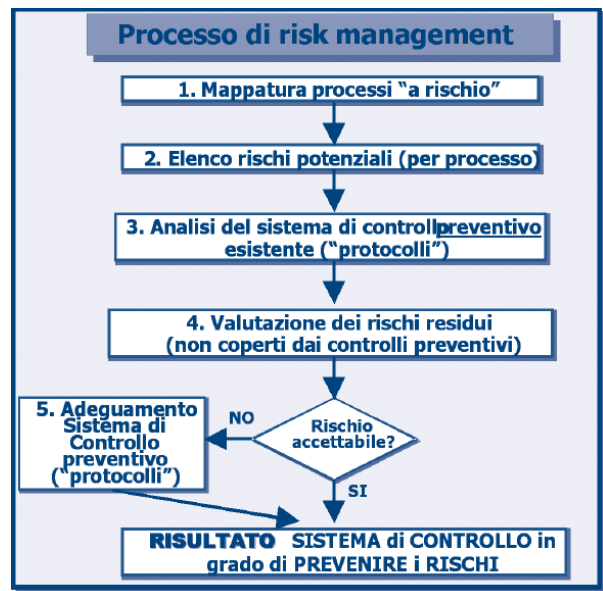 Processo di risk management
1. Mappatura processi “a rischio”
2. Elenco rischi potenziali (per processo)
3. Analisi del sistema di controllo preventivo
esistente (“protocolli”)
4. Valutazione dei rischi residui
(non coperti dai controlli preventivi)
Rischio
accettabile?
NO
5. Adeguamento
Sistema di
Controllo
preventivo
(“protocolli”)
SI
RISULTATO SISTEMA di CONTROLLO in
grado di PREVENIRE i RISCHI